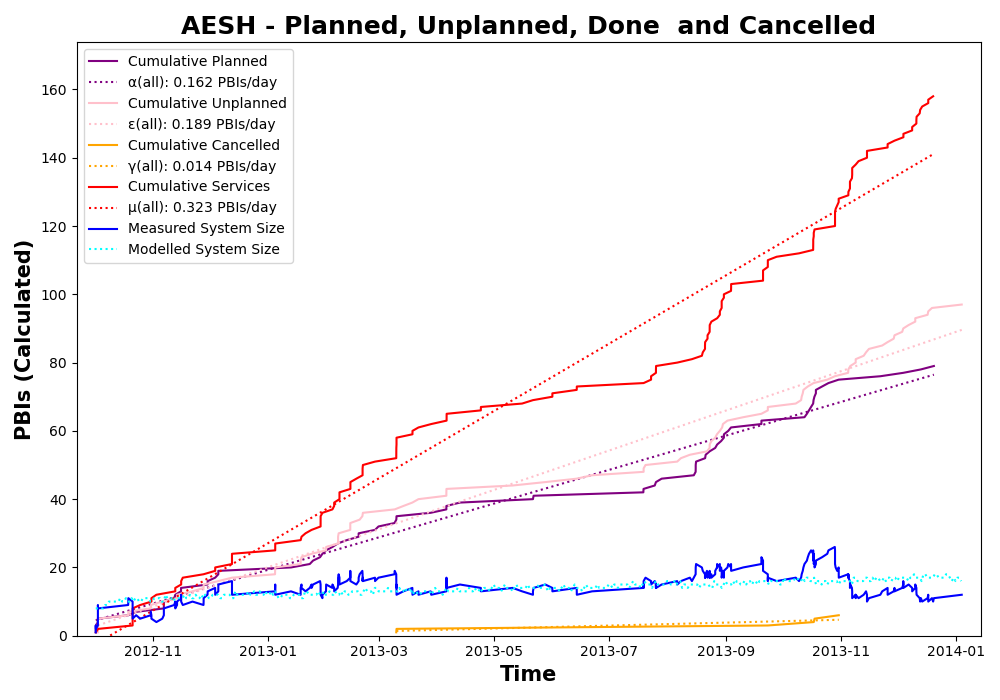 AESH - Planned, Unplanned, Done  and Cancelled
Cumulative Planned
α(all): 0.162 PBIs/day
Cumulative Unplanned
ε(all): 0.189 PBIs/day
Cumulative Cancelled
γ(all): 0.014 PBIs/day
Cumulative Services
μ(all): 0.323 PBIs/day
Measured System Size
Modelled System Size
PBIs (Calculated)
160
140
120
100
80
60
40
20
0
2012-11 2013-01 2013-03 2013-05 2013-07 2013-09 2013-11 2014-01
Time